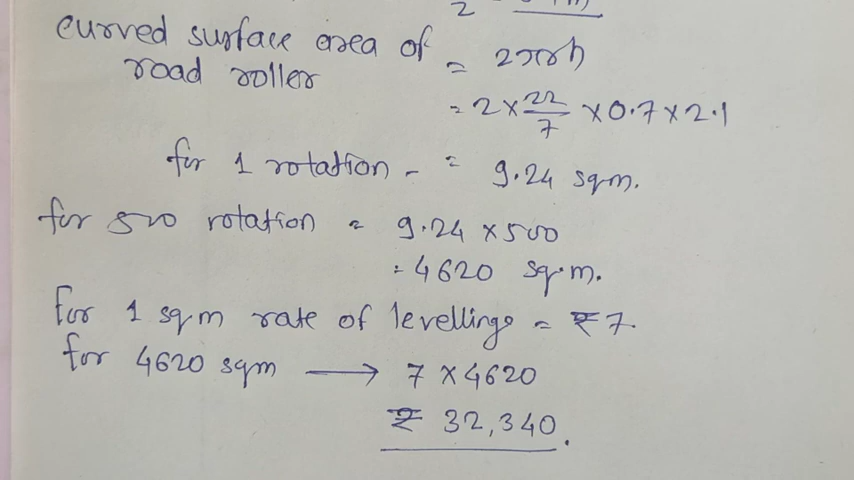 2
curved surface area of = 2πrh
road roller
= 2 × 22/7 × 0.7 × 2.1
for 1 rotation - = 9.24 sqm.
for 500 rotation = 9.24 × 500
= 4620 sq.m.
For 1 sqm rate of levellings = ₹7.
for 4620 sqm ⟶ 7 × 4620
₹ 32,340.